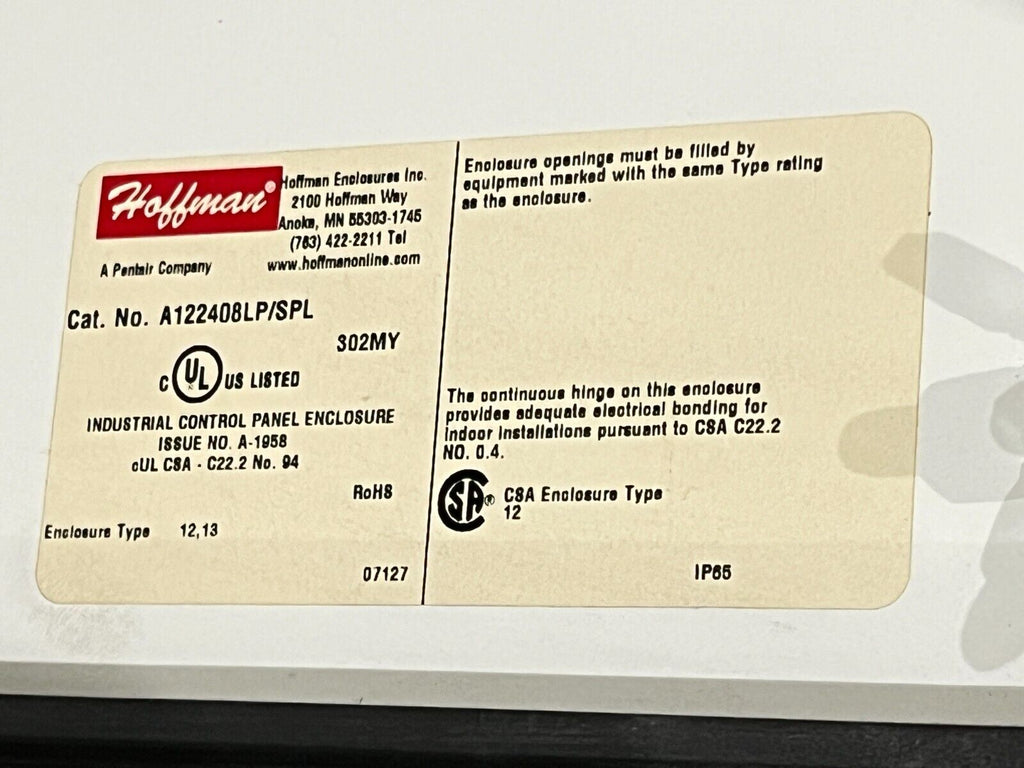 Hoffman®
Hoffman Enclosures Inc.
2100 Hoffman Way
Anoka, MN 55303-1745
(763) 422-2211 Tel
www.hoffmanonline.com
A Pentair Company
Cat. No. A122408LP/SPL
302MY
C UL US LISTED
INDUSTRIAL CONTROL PANEL ENCLOSURE
ISSUE NO. A-1958
cUL CSA - C22.2 No. 94
RoHS
Enclosure Type 12,13
07127
Enclosure openings must be filled by
equipment marked with the same Type rating
as the enclosure.
The continuous hinge on this enclosure
provides adequate electrical bonding for
indoor installations pursuant to CSA C22.2
NO. 0.4.
CSA® CSA Enclosure Type
12
IP65